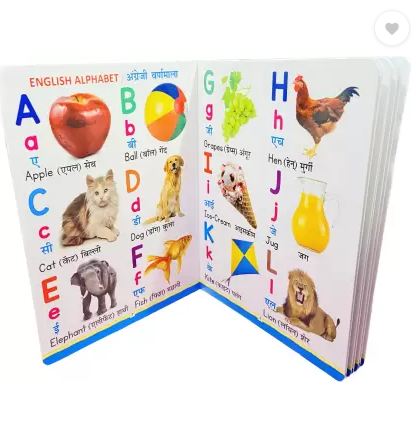 ENGLISH ALPHABET अंग्रेजी वर्णमाला
A
a
ए
Apple (एपल) सेब
B
b
बी
Ball (बॉल) गेंद
C
c
सी
Cat (कैट) बिल्ली
D
d
डी
Dog (डॉग) कुत्ता
E
e
ई
Elephant (एलीफैंट) हाथी
F
f
एफ
Fish (फिश) मछली
G
g
जी
Grapes (ग्रेप्स) अंगूर
H
h
एच
Hen (हेन) मुर्गी
I
i
आई
Ice-Cream आइसक्रीम
J
j
जे
Jug जग
K
k
के
Kite (काइट) पतंग
L
l
एल
Lion (लॉयन) शेर